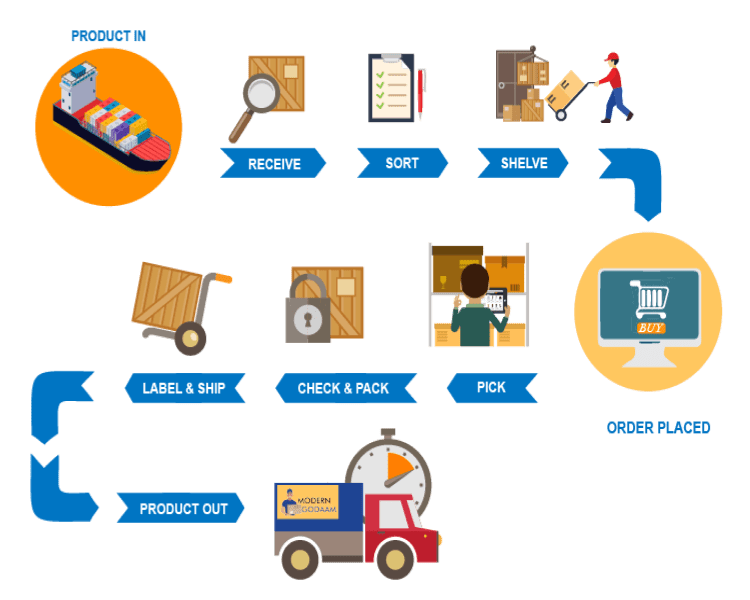 PRODUCT IN
RECEIVE
SORT
SHELVE
BUY
ORDER PLACED
PICK
CHECK & PACK
LABEL & SHIP
PRODUCT OUT
MODERN
GODAAM